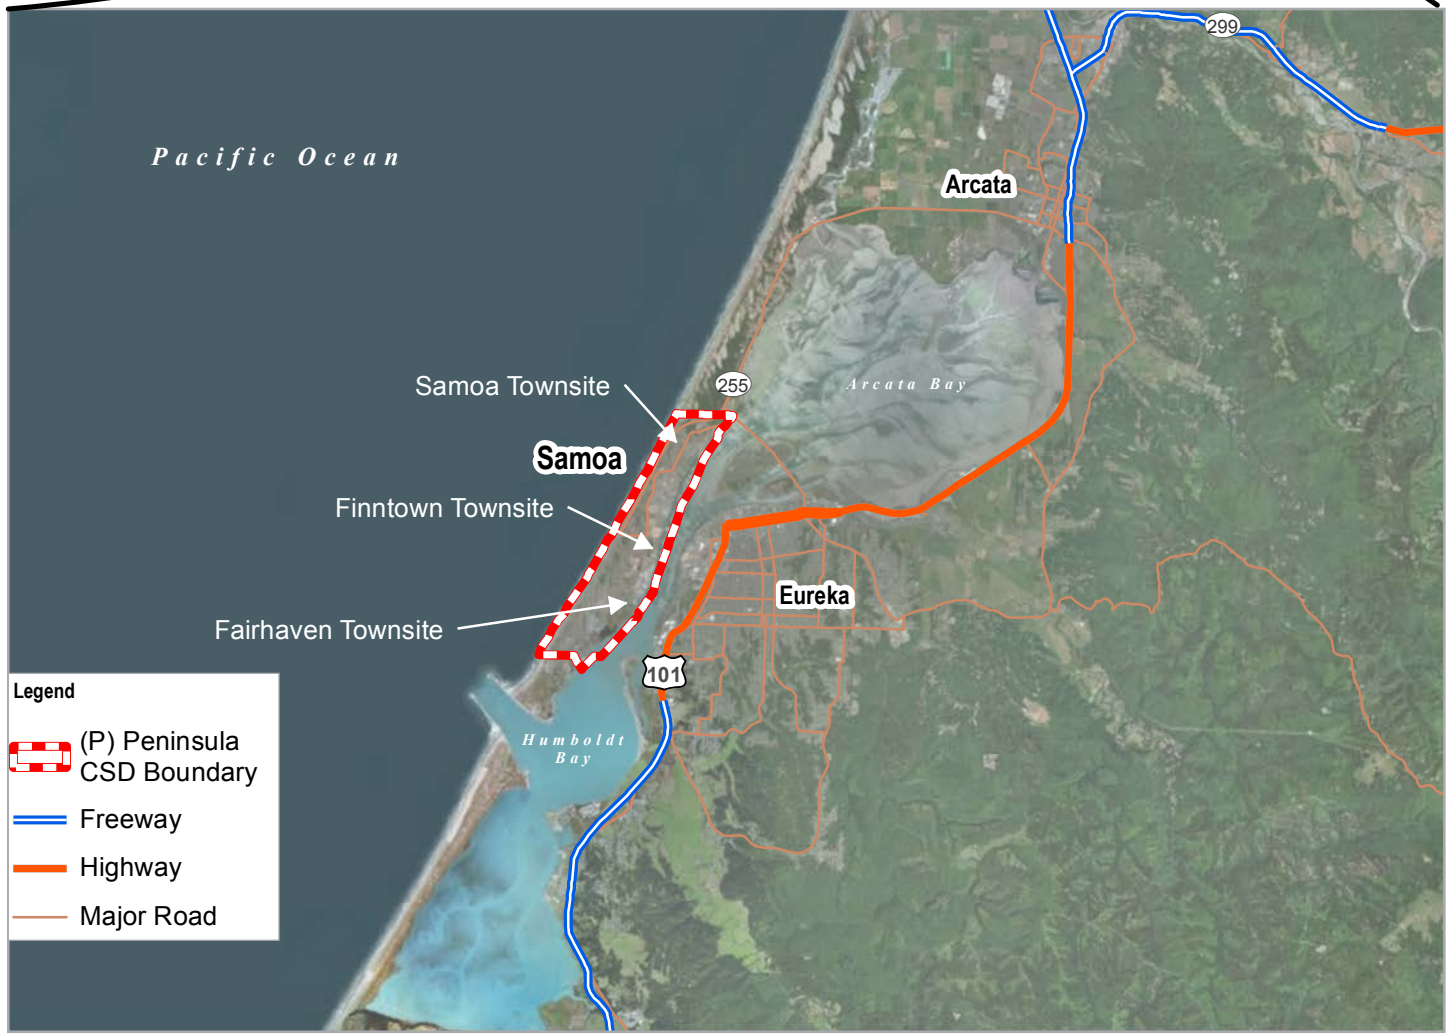 299
Pacific Ocean
Arcata
Samoa Townsite
255
Arcata Bay
Samoa
Finntown Townsite
Eureka
Fairhaven Townsite
101
Humboldt
Bay
Legend
(P) Peninsula
CSD Boundary
Freeway
Highway
Major Road